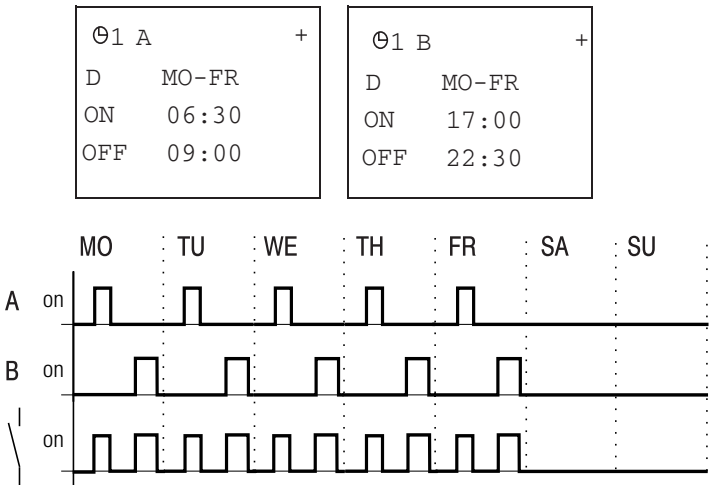 1 A +
D MO-FR
ON 06:30
OFF 09:00
1 B +
D MO-FR
ON 17:00
OFF 22:30
MO TU WE TH FR SA SU
A on
B on
on